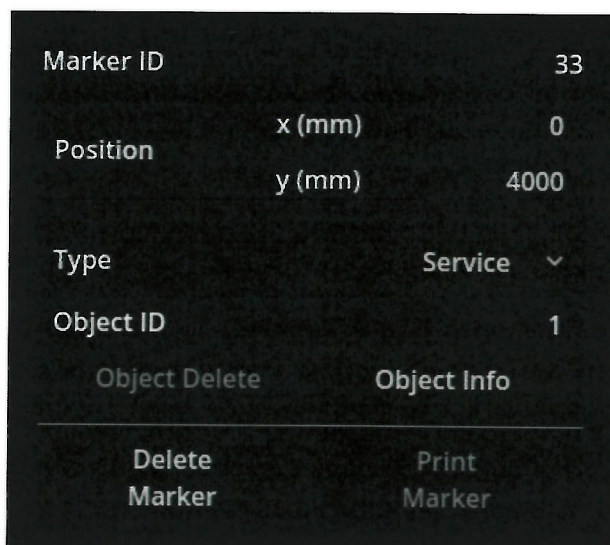 Marker ID 33
x (mm) 0
Position
y (mm) 4000
Type Service
Object ID 1
Object Delete Object Info
Delete Print
Marker Marker